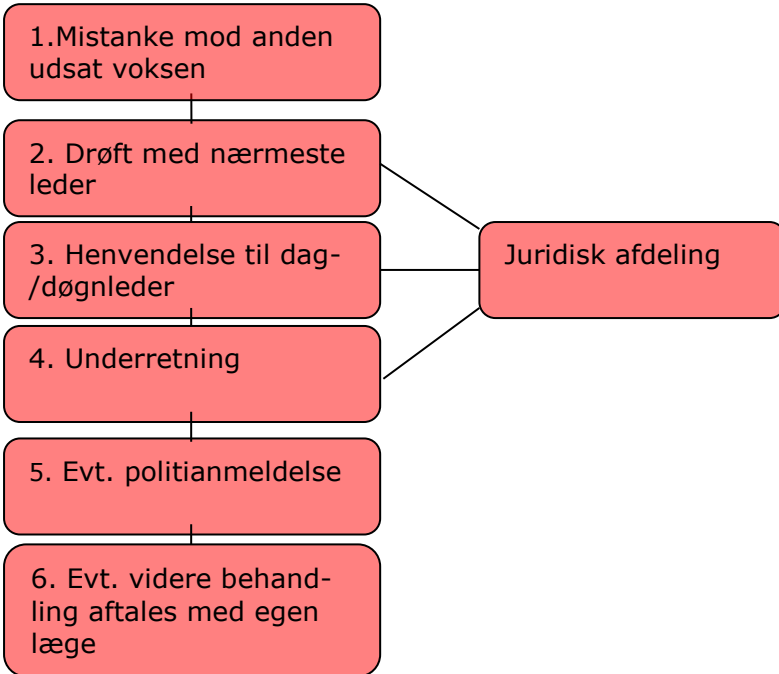 1.Mistanke mod anden
udsat voksen
2. Drøft med nærmeste
leder
3. Henvendelse til dag-
/døgnleder
Juridisk afdeling
4. Underretning
5. Evt. politianmeldelse
6. Evt. videre behand-
ling aftales med egen
læge